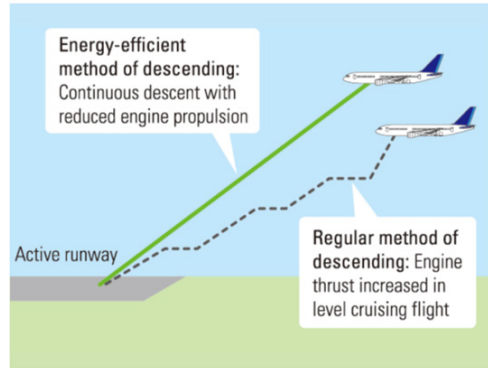 Energy-efficient
method of descending:
Continuous descent with
reduced engine propulsion
Active runway
Regular method of
descending: Engine
thrust increased in
level cruising flight